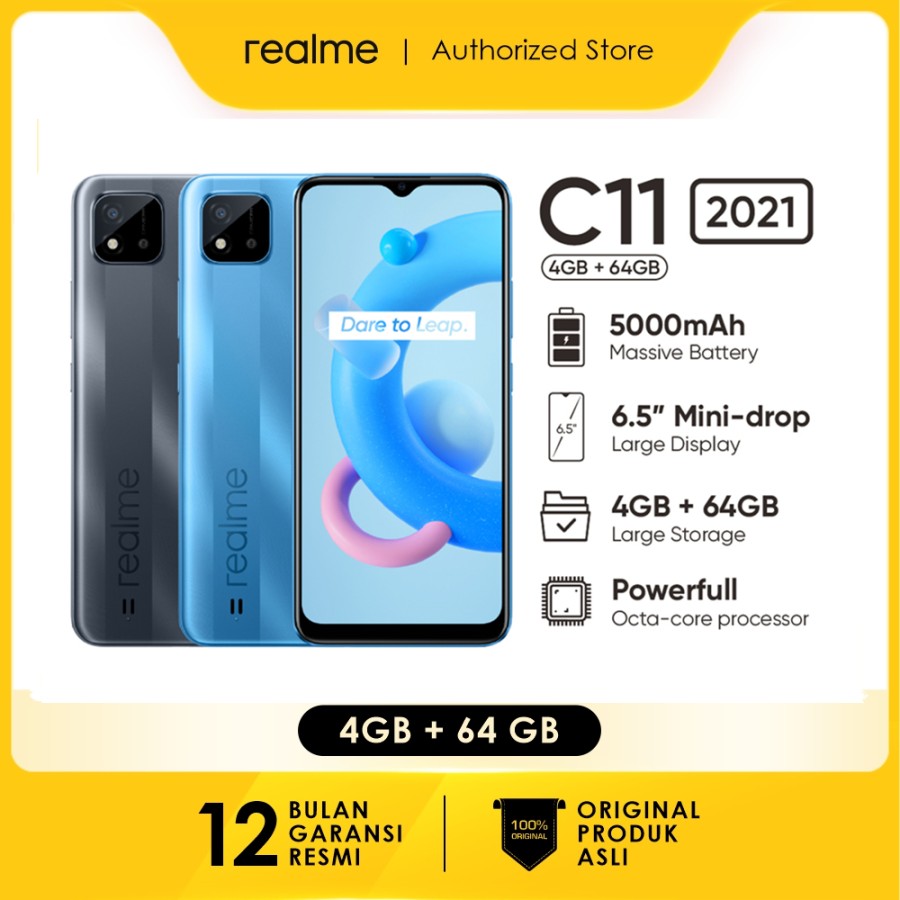 realme | Authorized Store
C11 2021
4GB + 64GB
5000mAh
Massive Battery
6.5"
6.5” Mini-drop
Large Display
4GB + 64GB
Large Storage
Powerfull
Octa-core processor
Dare to Leap.
realme
realme
4GB + 64 GB
12 BULAN
GARANSI
RESMI
100%
ORIGINAL
ORIGINAL
PRODUK
ASLI